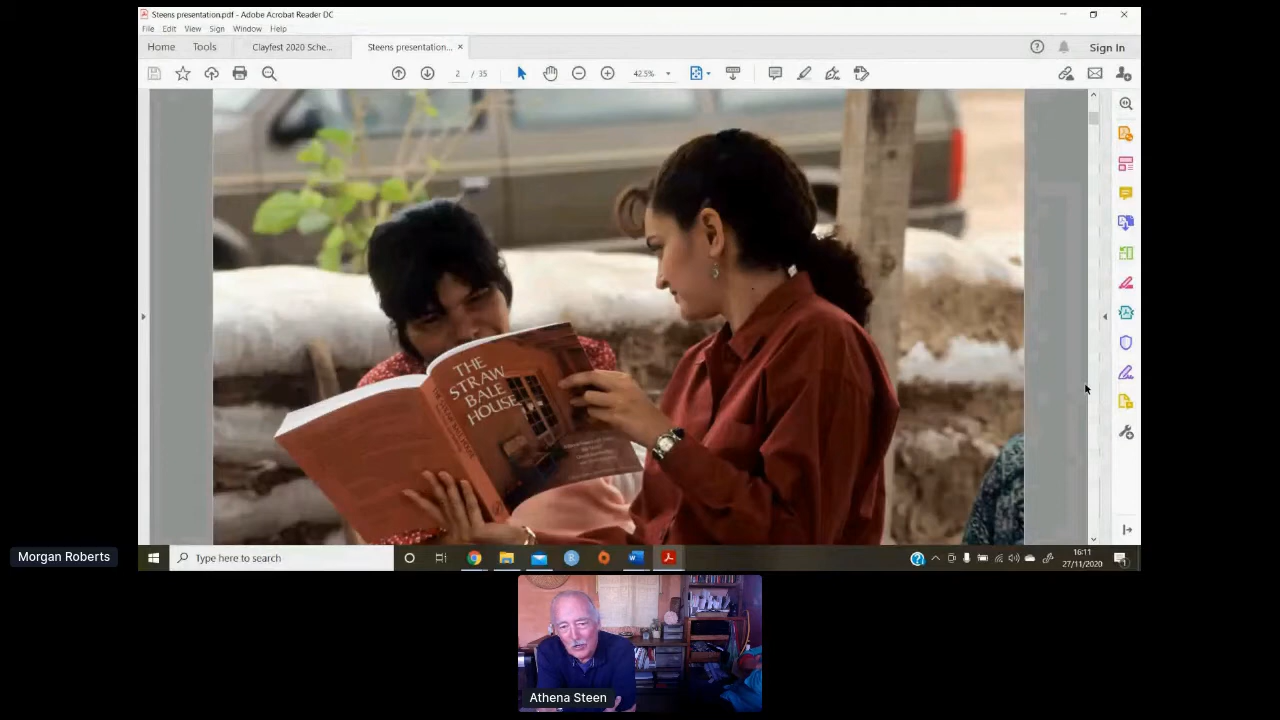 Steens presentation.pdf - Adobe Acrobat Reader DC
File Edit View Sign Window Help
Home Tools Clayfest 2020 Sche... Steens presentation... × Sign In
2 / 35 42.5%
THE
STRAW
BALE
HOUSE
Morgan Roberts
Type here to search
16:11
27/11/2020
Athena Steen